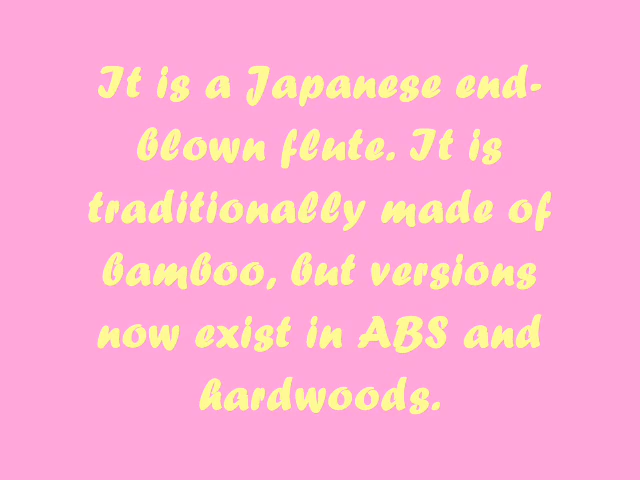 It is a Japanese end-
blown flute. It is
traditionally made of
bamboo, but versions
now exist in ABS and
hardwoods.